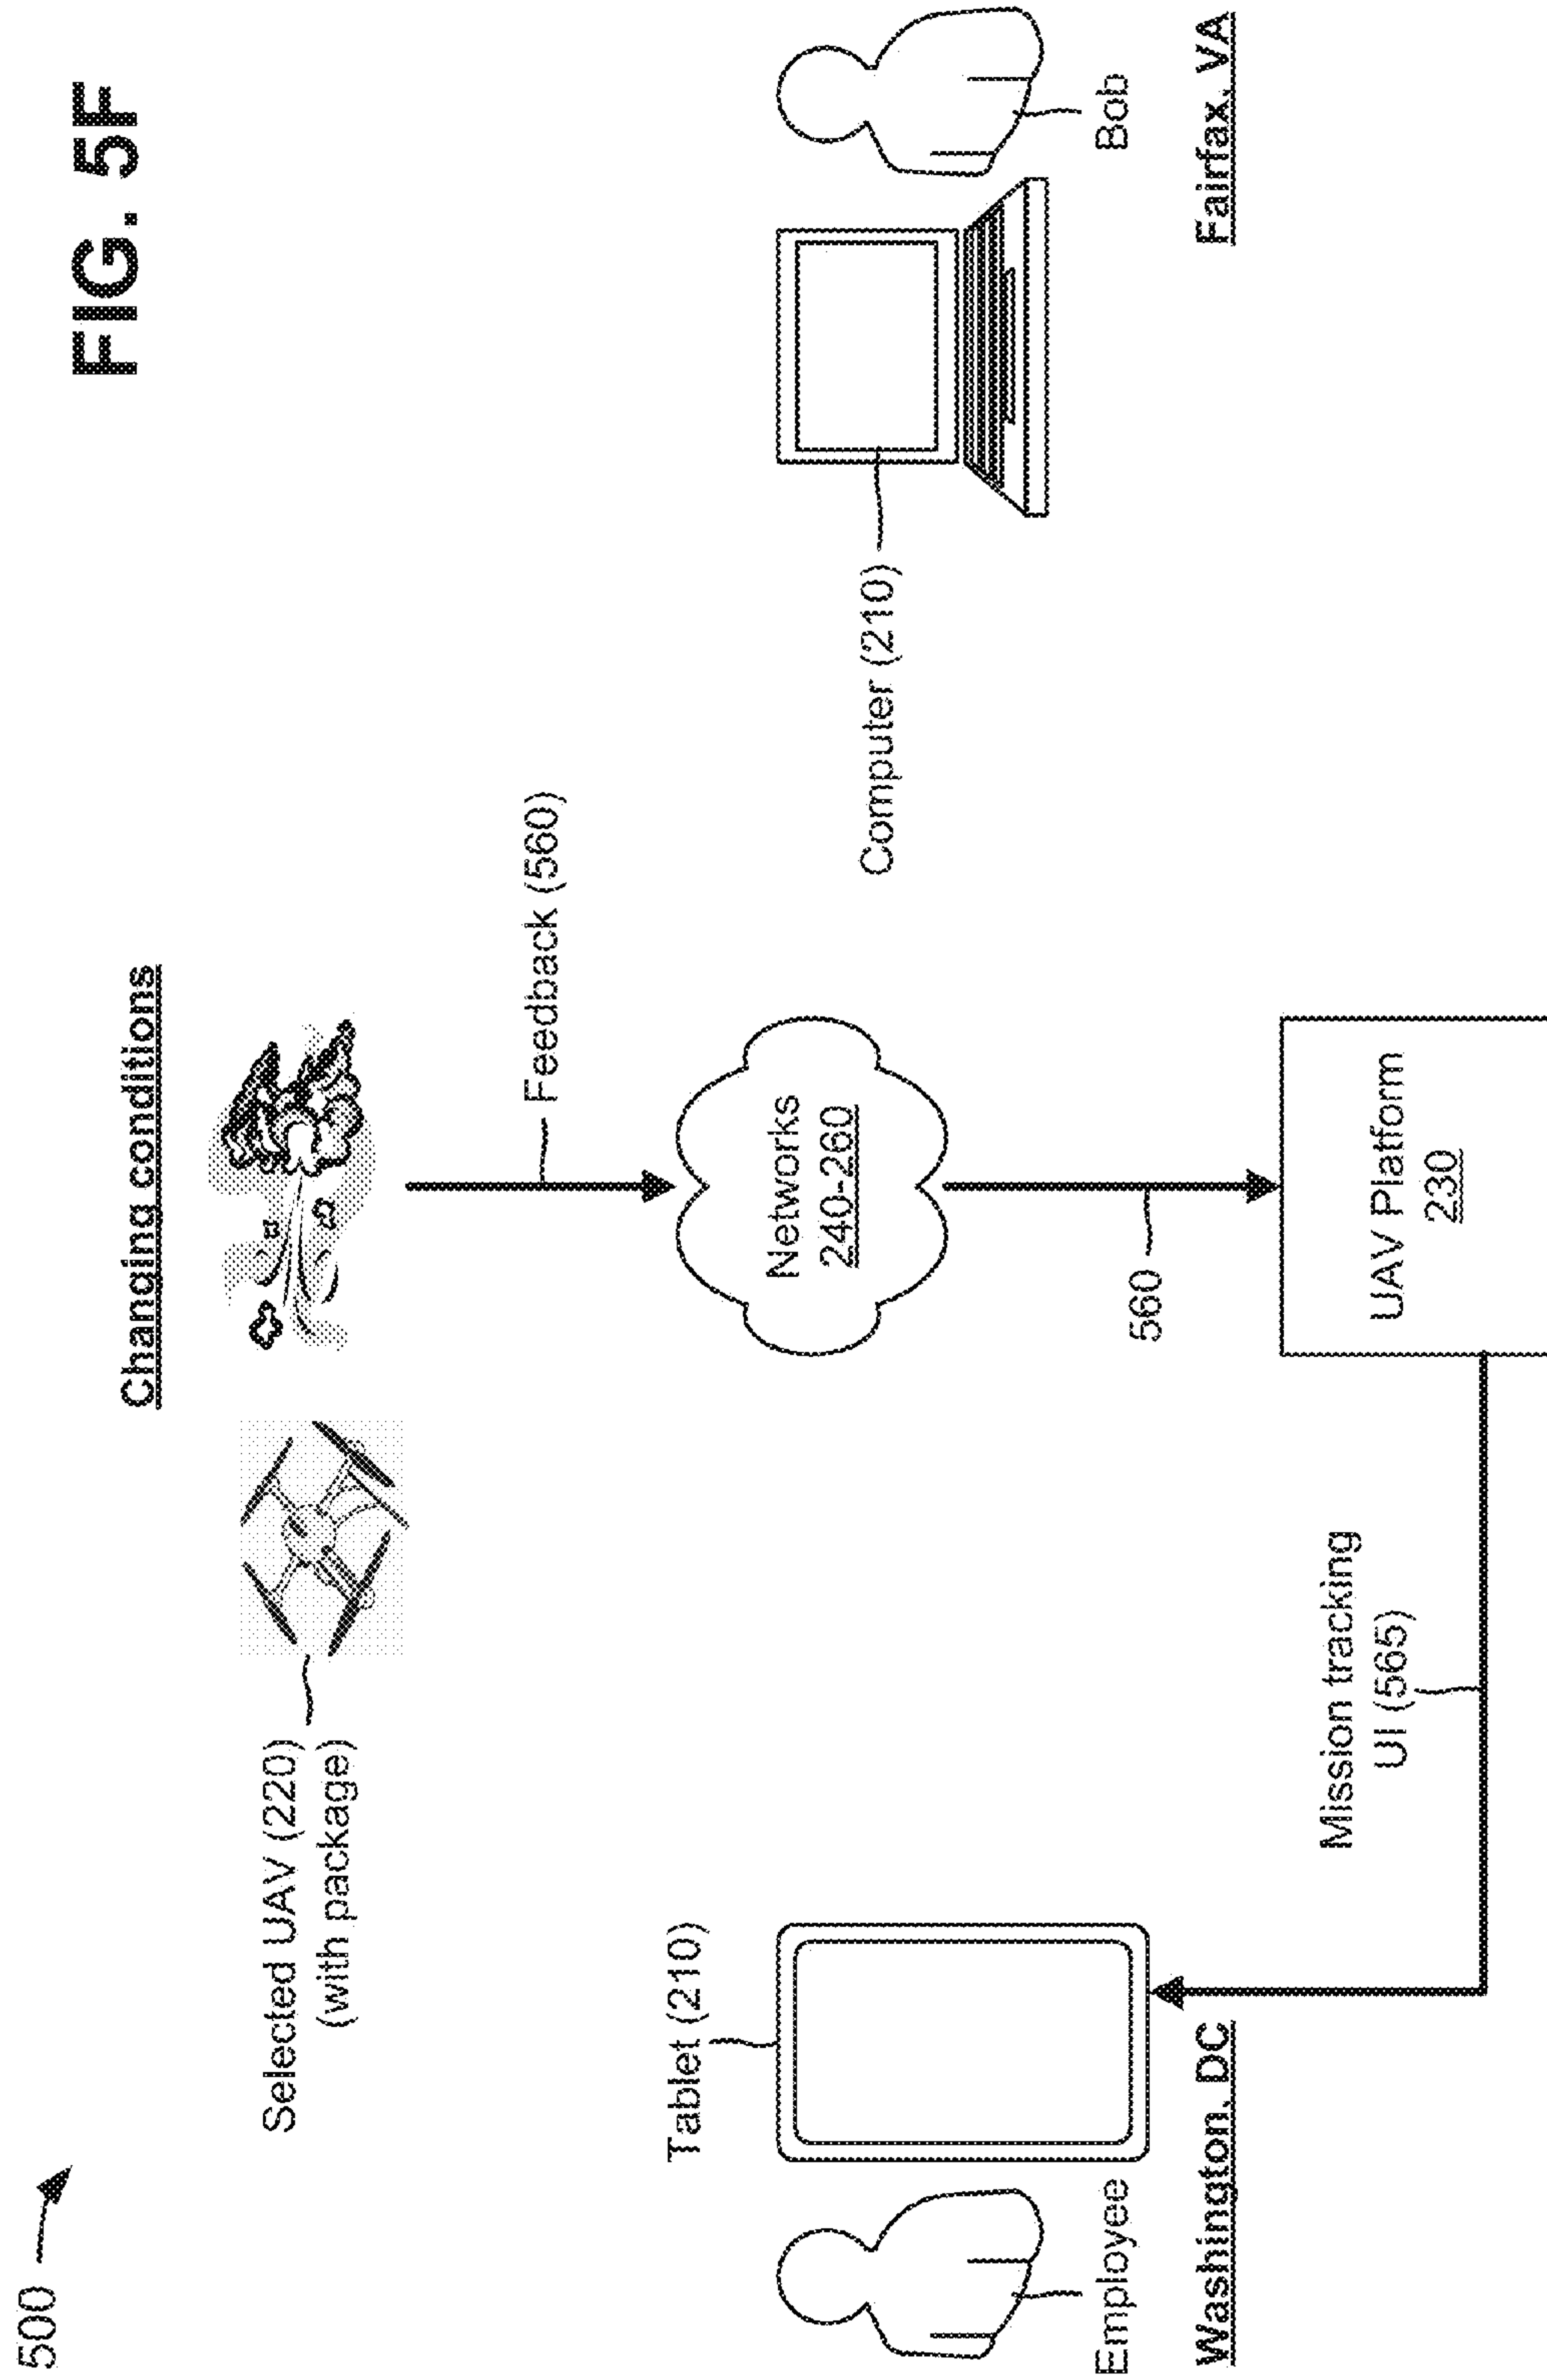 500
FIG. 5F
Changing conditions
Selected UAV (220)
(with package)
Feedback (560)
Tablet (210)
Networks
240-260
Computer (210)
Employee
Bob
Washington, DC
560
Fairfax, VA
Mission tracking
UI (565)
UAV Platform
230